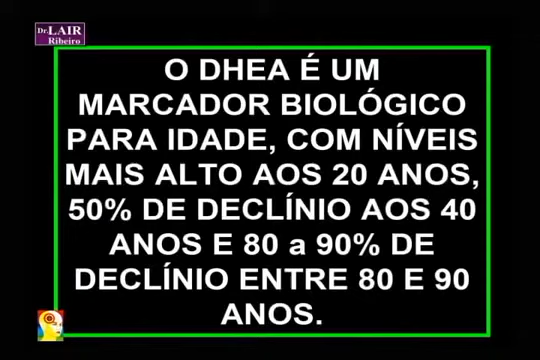 Dr. LAIR
Ribeiro
O DHEA É UM
MARCADOR BIOLÓGICO
PARA IDADE, COM NÍVEIS
MAIS ALTO AOS 20 ANOS,
50% DE DECLÍNIO AOS 40
ANOS E 80 a 90% DE
DECLÍNIO ENTRE 80 E 90
ANOS.